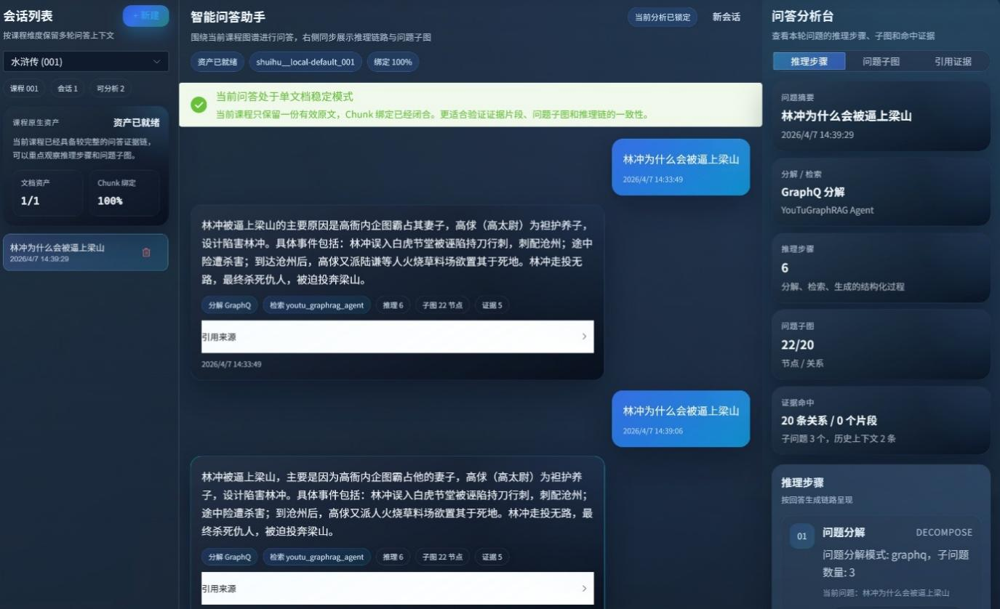 会话列表
+ 新建
按课程维度保留多轮问答上下文
水浒传 (001)
课程 001
会话 1
可分析 2
课程原生资产
资产已就绪
当前课程已经具备较完整的问答证据链，
可以重点观察推理步骤和问题子图。
文档资产
1/1
Chunk 绑定
100%
林冲为什么会被逼上梁山
2026/4/7 14:39:29
智能问答助手
当前分析已锁定
新会话
围绕当前课程图谱进行问答，右侧同步展示推理链路与问题子图
资产已就绪
shuihu__local-default_001
绑定 100%
当前问答处于单文档稳定模式
当前课程只保留一份有效原文，Chunk 绑定已经闭合。更适合验证证据片段、问题子图和推理链的一致性。
林冲为什么会被逼上梁山
2026/4/7 14:33:49
林冲被逼上梁山的主要原因是高衙内企图霸占其妻子，高俅（高太尉）为袒护养子，
设计陷害林冲。具体事件包括：林冲误入白虎节堂被诬陷持刀行刺，刺配沧州；途中
险遭杀害；到达沧州后，高俅又派陆谦等人火烧草料场欲置其于死地。林冲走投无
路，最终杀死仇人，被迫投奔梁山。
分解 GraphQ
检索 youtu_graphrag_agent
推理 6
子图 22 节点
证据 5
引用来源
2026/4/7 14:33:49
林冲为什么会被逼上梁山
2026/4/7 14:39:06
林冲被逼上梁山，主要是因为高衙内企图霸占他的妻子，高俅（高太尉）为袒护养
子，设计陷害林冲。具体事件包括：林冲误入白虎节堂被诬陷持刀行刺，刺配沧州；
途中险遭杀害；到沧州后，高俅又派人火烧草料场欲置其于死地。林冲走投无路，最
终杀死仇人，被迫投奔梁山。
分解 GraphQ
检索 youtu_graphrag_agent
推理 6
子图 22 节点
证据 5
引用来源
问答分析台
查看本轮问题的推理步骤、子图和命中证据
推理步骤
问题子图
引用证据
问题摘要
林冲为什么会被逼上梁山
2026/4/7 14:39:29
分解 / 检索
GraphQ 分解
YouTuGraphRAG Agent
推理步骤
6
分解、检索、生成的结构化过程
问题子图
22/20
节点 / 关系
证据命中
20 条关系 / 0 个片段
子问题 3 个，历史上下文 2 条
推理步骤
按回答生成链路呈现
01
问题分解
DECOMPOSE
问题分解模式: graphq，子问题
数量: 3
当前问题：林冲为什么会被逼上梁山